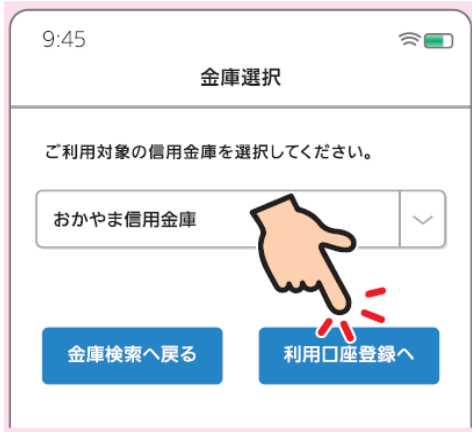 9:45
金庫選択
ご利用対象の信用金庫を選択してください。
おかやま信用金庫
金庫検索へ戻る
利用口座登録へ